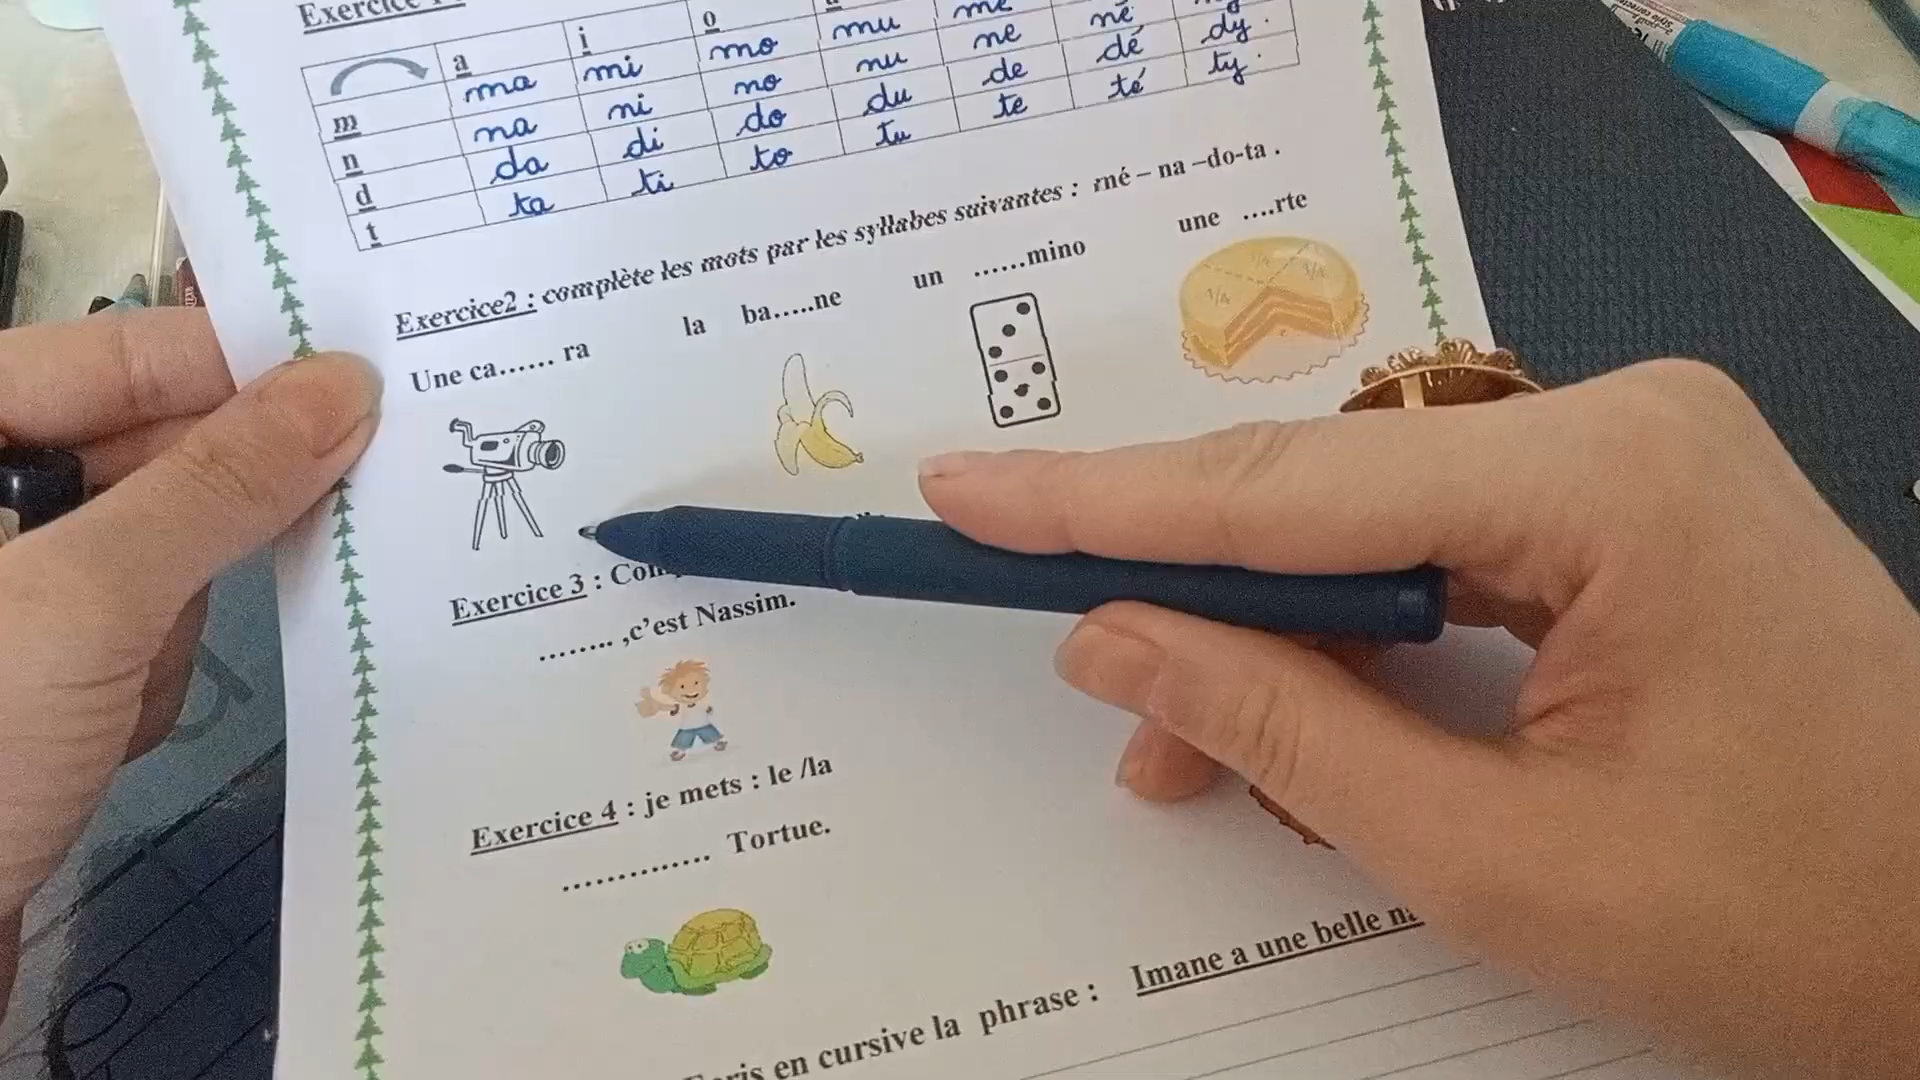 a i o
m ma mi mo mu ne
n na ni no nu ne né
d da di do du de dé dy .
t ta ti to tu te té ty .
Exercice2 : complète les mots par les syllabes suivantes : mé – na –do-ta .
Une ca...... ra la ba.....ne un ......mino une ....rte
Exercice 3 :
........ ,c’est Nassim.
Exercice 4 : je mets : le /la
............. Tortue.
en cursive la phrase : Imane a une belle